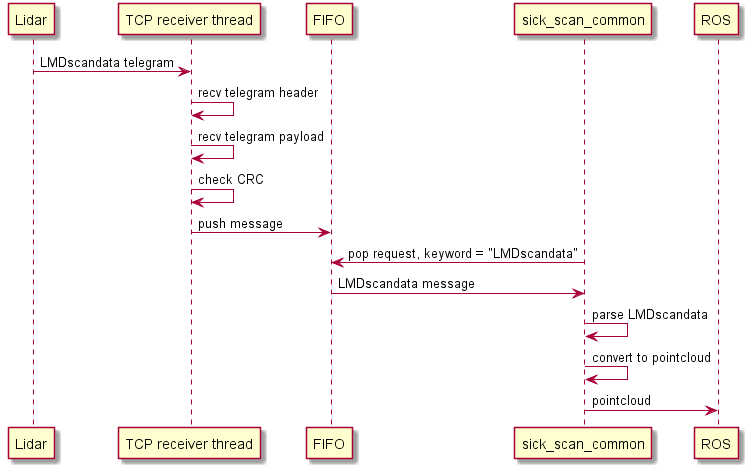 Lidar
TCP receiver thread
FIFO
sick_scan_common
ROS
LMDscandata telegram
recv telegram header
recv telegram payload
check CRC
push message
pop request, keyword = "LMDscandata"
LMDscandata message
parse LMDscandata
convert to pointcloud
pointcloud
Lidar
TCP receiver thread
FIFO
sick_scan_common
ROS